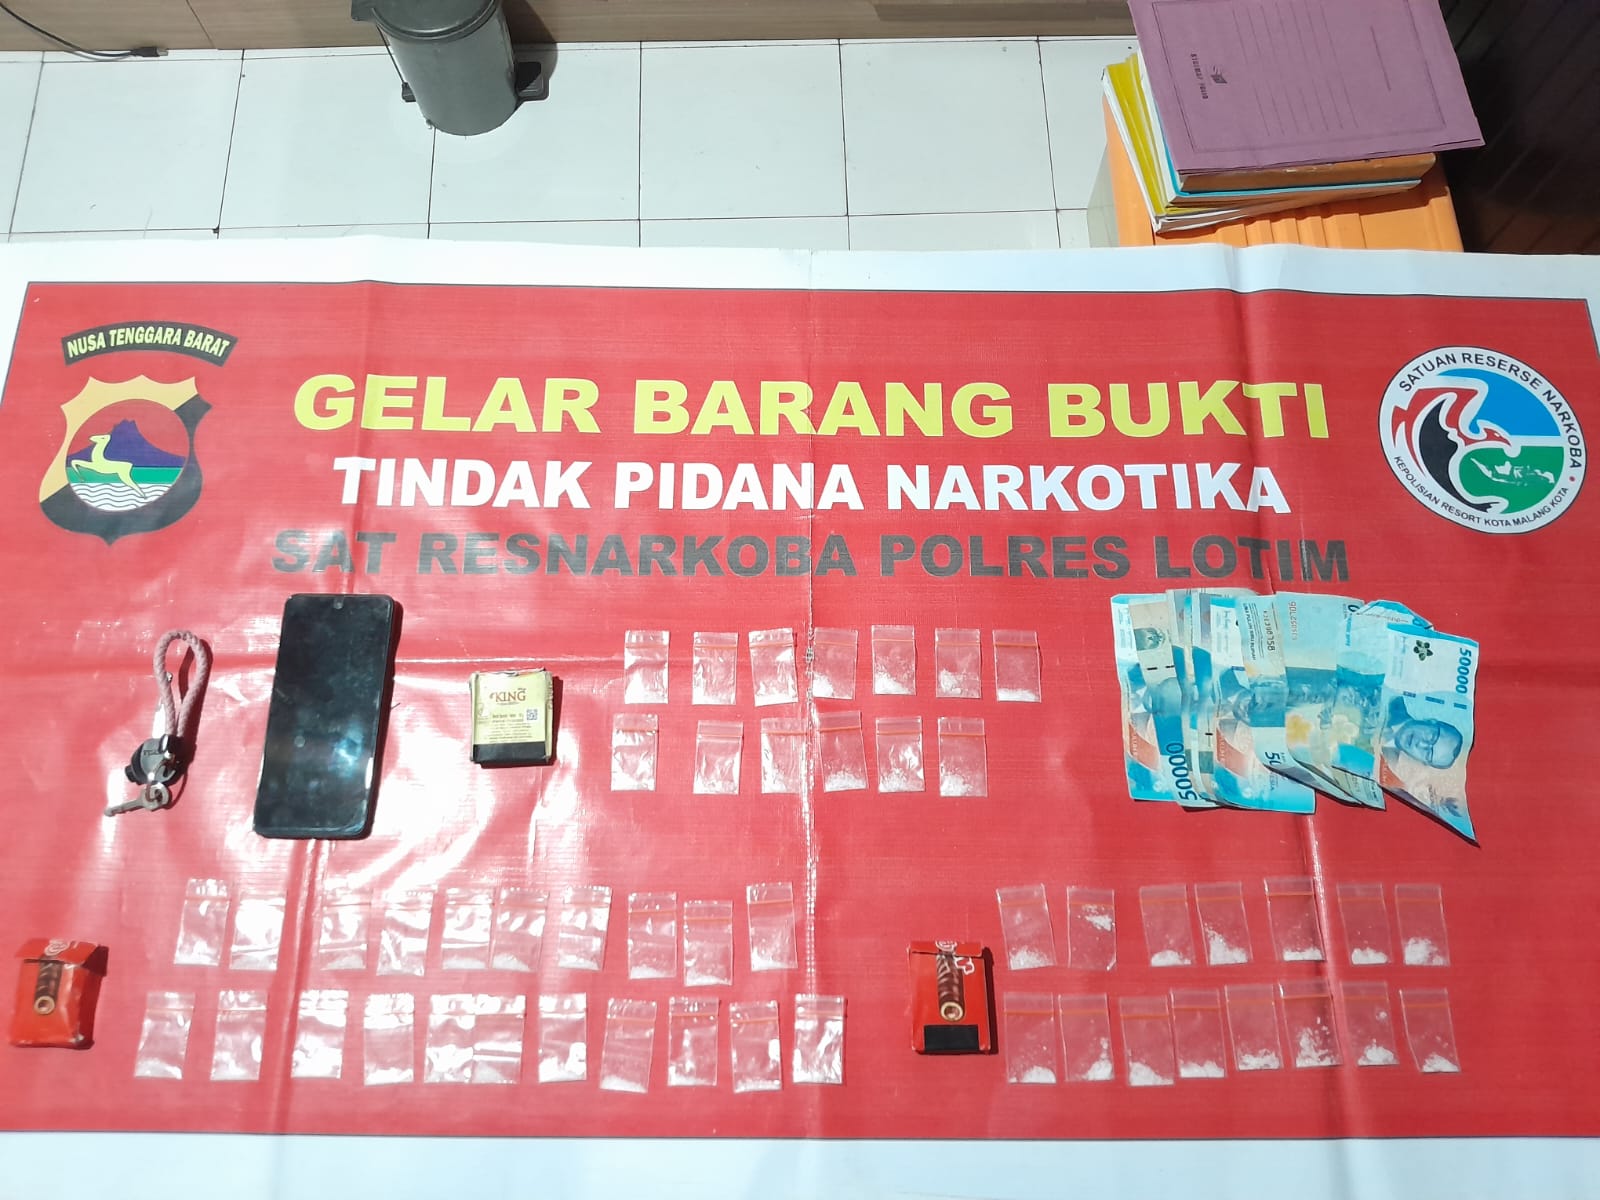 NUSA TENGGARA BARAT
GELAR BARANG BUKTI
TINDAK PIDANA NARKOTIKA
SAT RESNARKOBA POLRES LOTIM
SATUAN RESERSE NARKOBA
KEPOLISIAN RESORT KOTA MALANG KOTA
KING
50000
50000